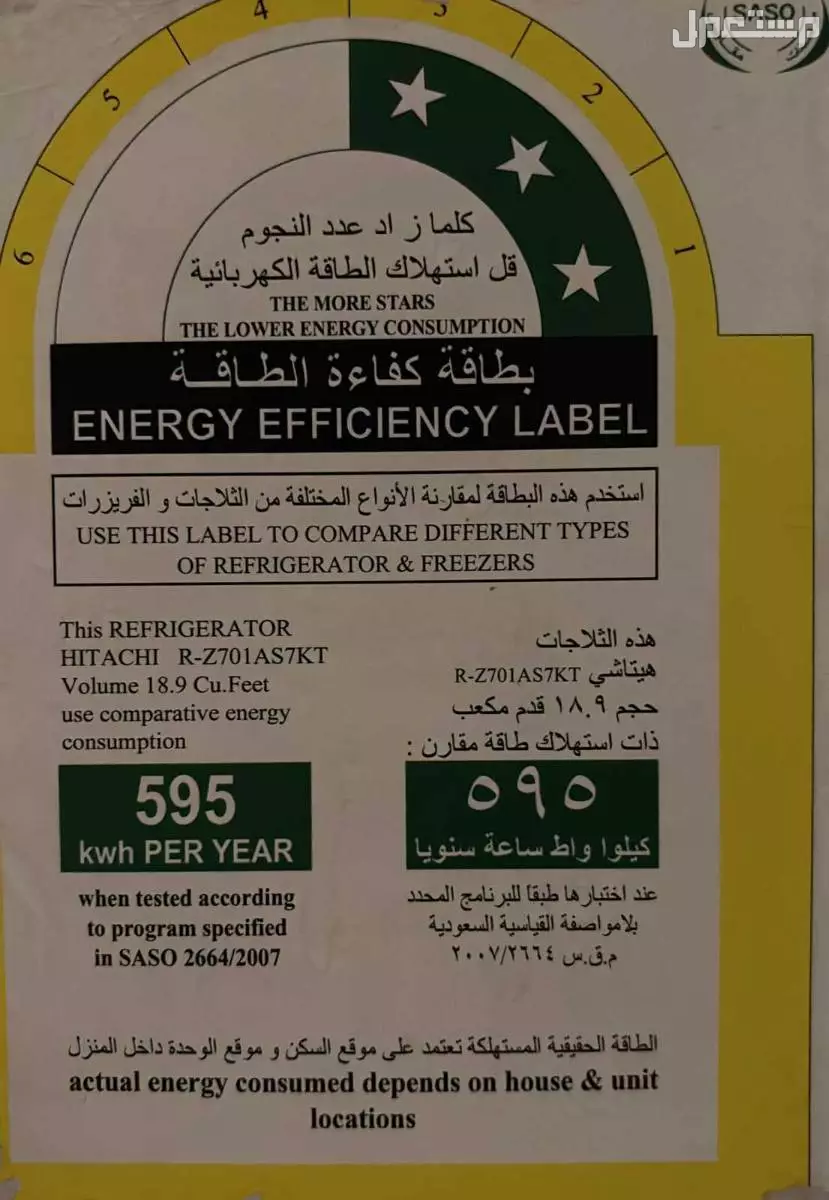 SASO
مستعمل
6
5
4
3
2
1
كلما ز اد عدد النجوم
قل استهلاك الطاقة الكهربائية
THE MORE STARS
THE LOWER ENERGY CONSUMPTION
بطاقة كفاءة الطاقـة
ENERGY EFFICIENCY LABEL
استخدم هذه البطاقة لمقارنة الأنواع المختلفة من الثلاجات و الفريزرات
USE THIS LABEL TO COMPARE DIFFERENT TYPES
OF REFRIGERATOR & FREEZERS
This REFRIGERATOR
HITACHI R-Z701AS7KT
Volume 18.9 Cu.Feet
use comparative energy
consumption
595
kwh PER YEAR
when tested according
to program specified
in SASO 2664/2007
هذه الثلاجات
هيتاشي R-Z701AS7KT
حجم ١٨.٩ قدم مكعب
ذات استهلاك طاقة مقارن :
٥٩٥
كيلوا واط ساعة سنويا
عند اختبارها طبقا للبرنامج المحدد
بلامواصفة القياسية السعودية
م.ق.س ٢٠٠٧/٢٦٦٤
الطاقة الحقيقية المستهلكة تعتمد على موقع السكن و موقع الوحدة داخل المنزل
actual energy consumed depends on house & unit
locations